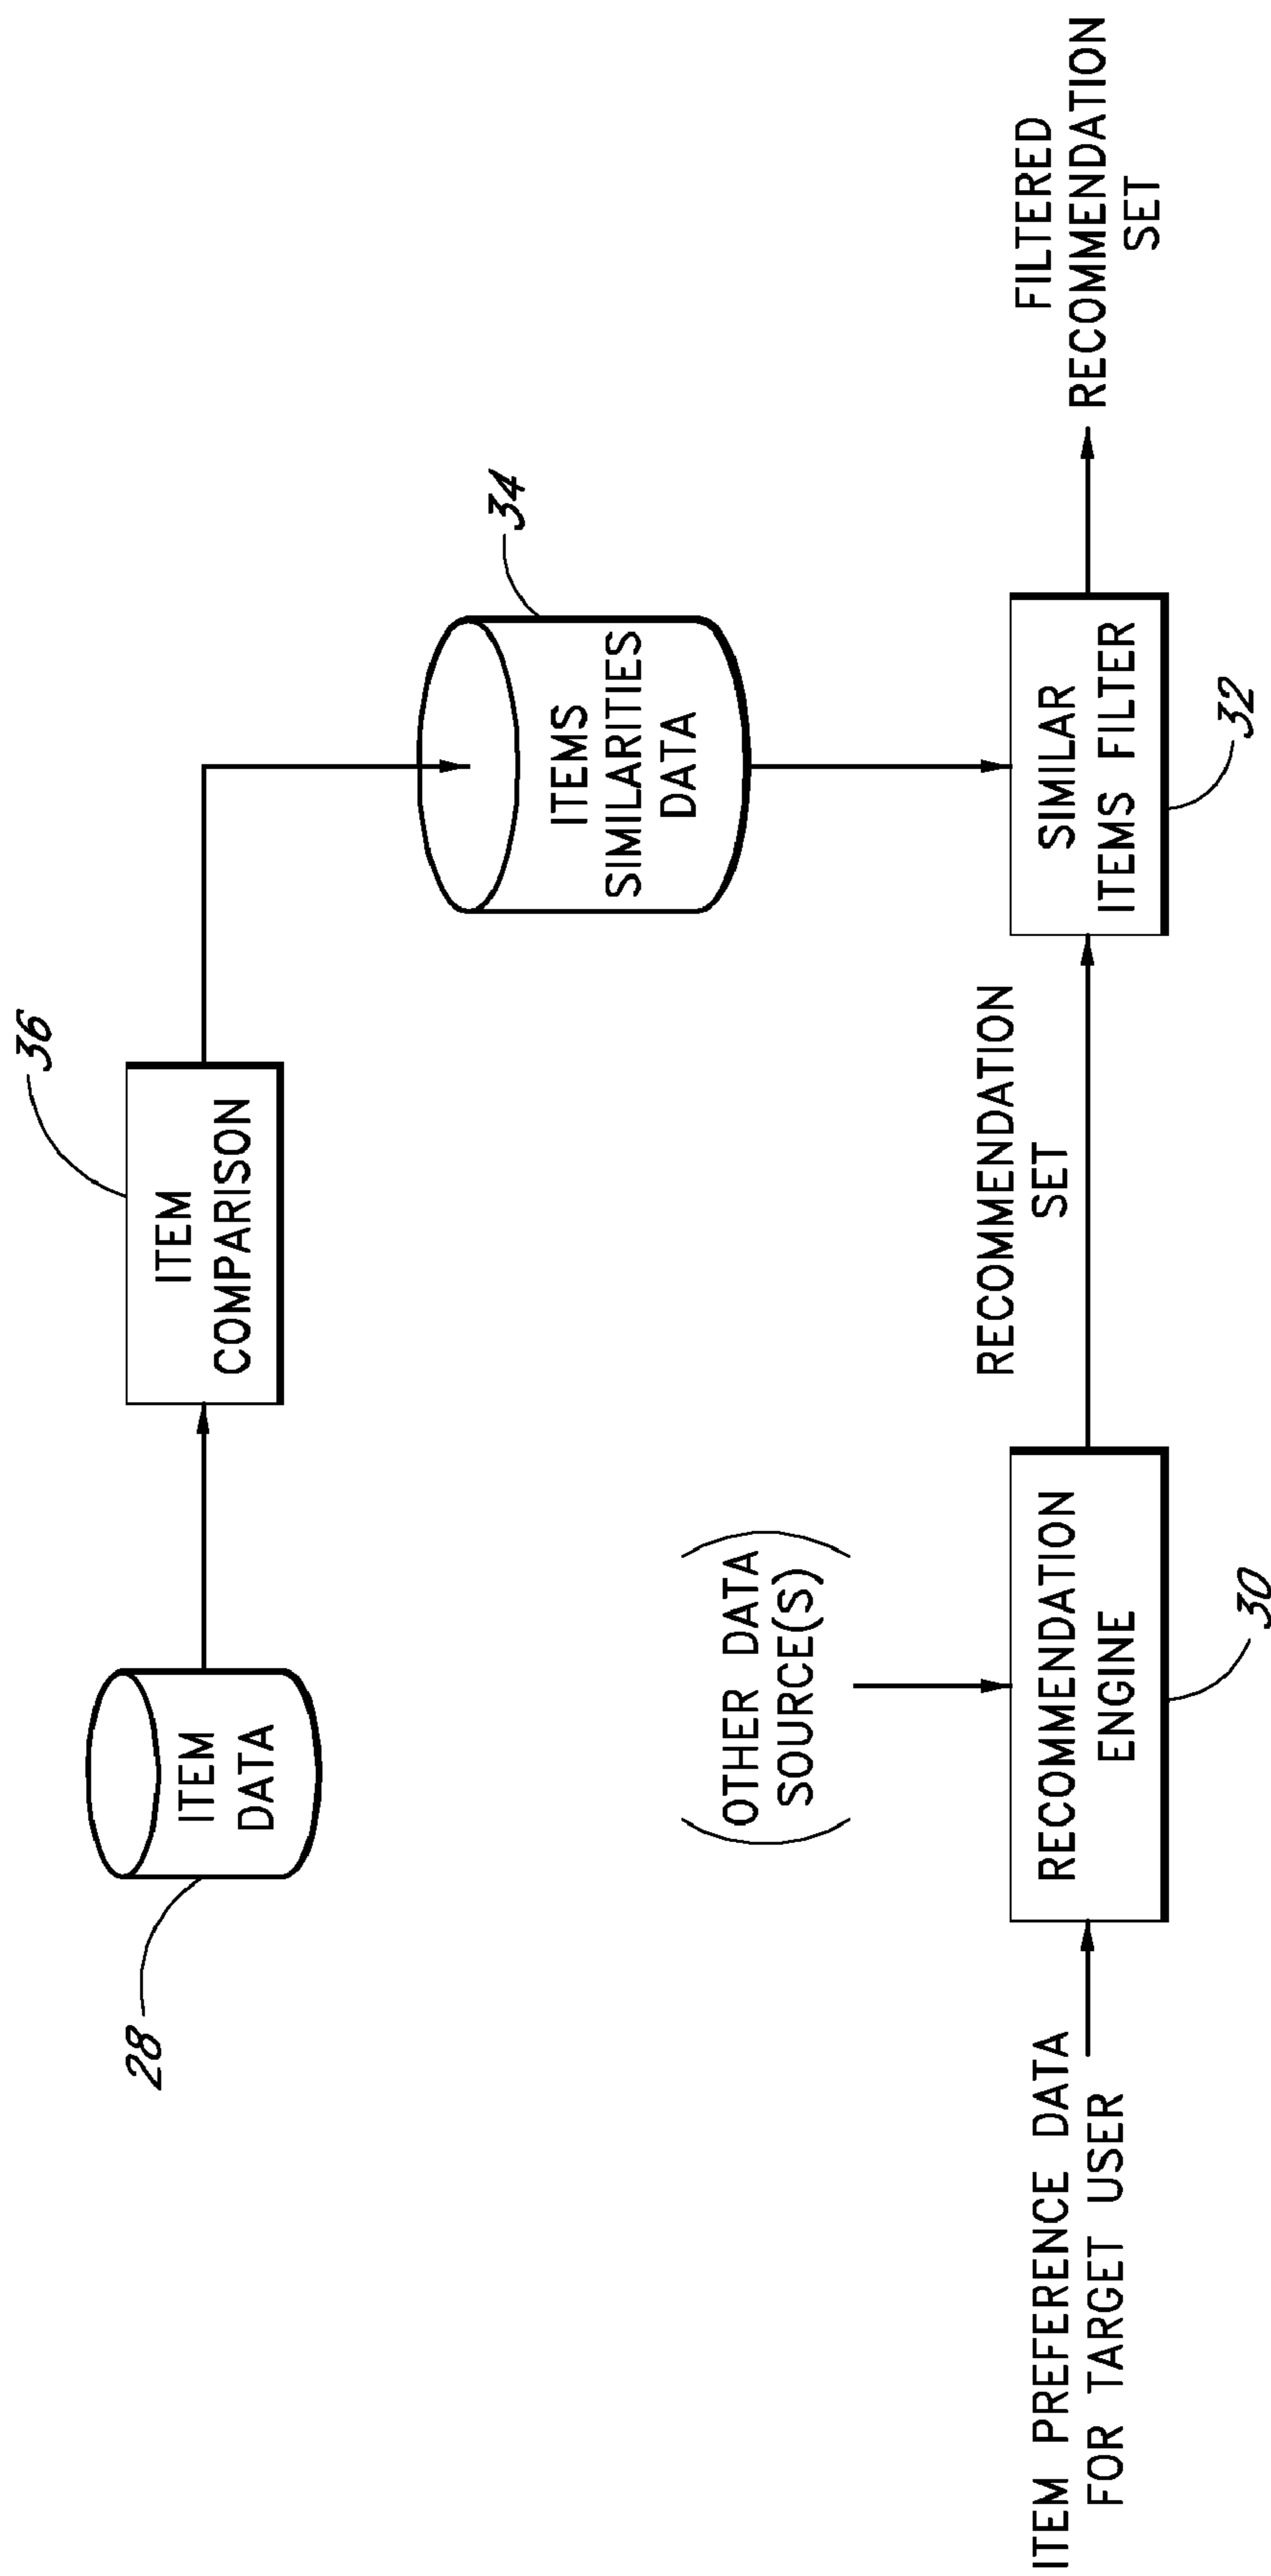 28
ITEM
DATA
36
ITEM
COMPARISON
34
ITEMS
SIMILARITIES
DATA
(OTHER DATA
SOURCE(S))
ITEM PREFERENCE DATA
FOR TARGET USER
RECOMMENDATION
ENGINE
30
RECOMMENDATION
SET
SIMILAR
ITEMS FILTER
32
FILTERED
RECOMMENDATION
SET